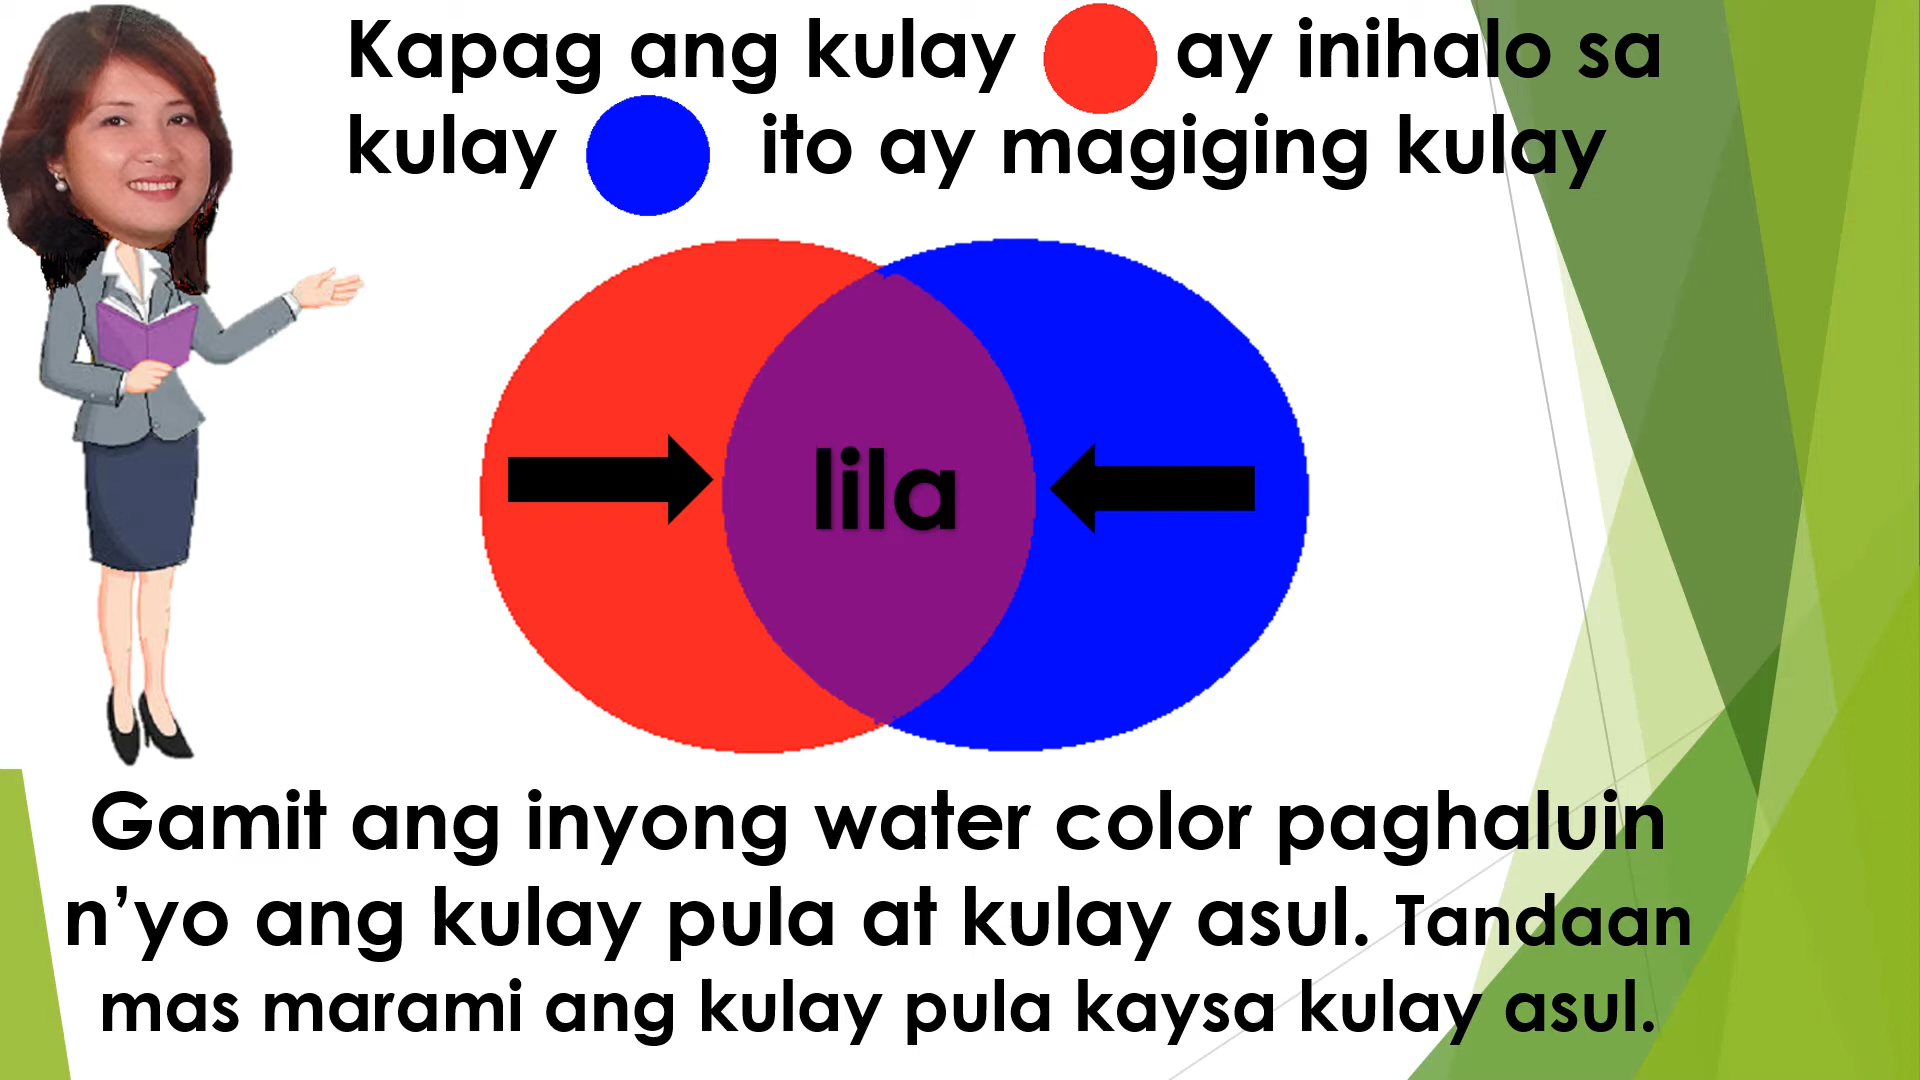 Kapag ang kulay ay inihalo sa
kulay ito ay magiging kulay
lila
Gamit ang inyong water color paghaluin
n’yo ang kulay pula at kulay asul. Tandaan
mas marami ang kulay pula kaysa kulay asul.